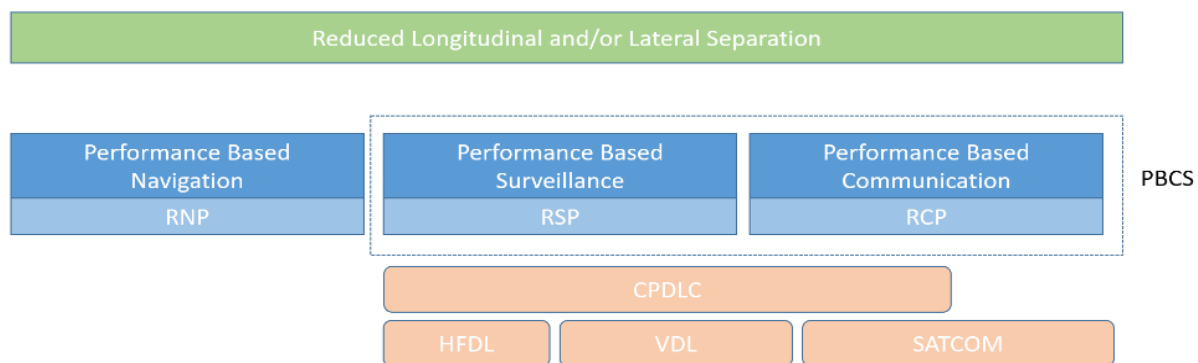 Reduced Longitudinal and/or Lateral Separation
Performance Based
Navigation
RNP
Performance Based
Surveillance
RSP
Performance Based
Communication
RCP
PBCS
CPDLC
HFDL
VDL
SATCOM